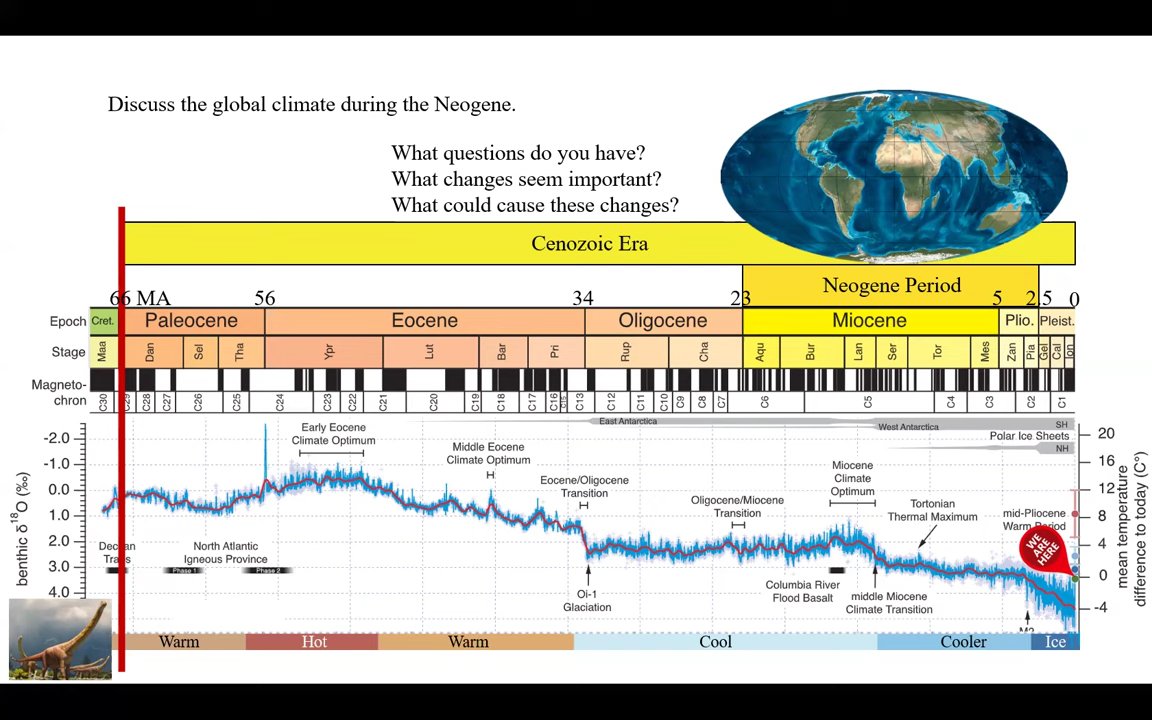 Discuss the global climate during the Neogene.
What questions do you have?
What changes seem important?
What could cause these changes?
Cenozoic Era
Neogene Period
66 MA 56 34 23 5 2.5 0
Epoch Cret. Paleocene Eocene Oligocene Miocene Plio. Pleist.
Stage Maa Dan Sel Tha Ypr Lut Bar Pri Rup Cha Aqu Bur Lan Ser Tor Mes Zan Pia Gel Cal Ion
Magneto-
chron C30 C29 C28 C27 C26 C25 C24 C23 C22 C21 C20 C19 C18 C17 C16 C15 C13 C12 C11 C10 C9 C8 C7 C6 C5 C4 C3 C2 C1
East Antarctica
West Antarctica
SH
Polar Ice Sheets
NH
Early Eocene
Climate Optimum
Middle Eocene
Climate Optimum
Eocene/Oligocene
Transition
Oligocene/Miocene
Transition
Miocene
Climate
Optimum
Tortonian
Thermal Maximum
mid-Pliocene
Warm Period
WE
ARE
HERE
benthic δ18O (‰)
-2.0
-1.0
0.0
1.0
2.0
3.0
4.0
20
16
12
8
4
0
-4
mean temperature
difference to today (C°)
Deccan
Traps
North Atlantic
Igneous Province
Phase 1 Phase 2
Oi-1
Glaciation
Columbia River
Flood Basalt
middle Miocene
Climate Transition
M2
Warm Hot Warm Cool Cooler Ice